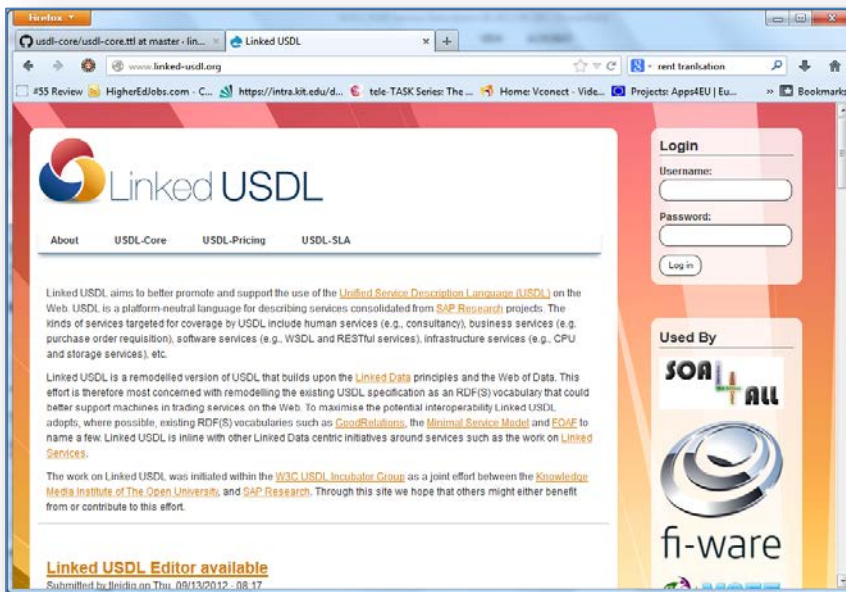 Firefox
usdl-core/usdl-core.ttl at master · lin...
Linked USDL
www.linked-usdl.org
rent tranlsation
#55 Review
HigherEdJobs.com - C...
https://intra.kit.edu/d...
tele-TASK Series: The ...
Home: Vconect - Vide...
Projects: Apps4EU | Eu...
»
Bookmarks
Linked USDL
About USDL-Core USDL-Pricing USDL-SLA
Linked USDL aims to better promote and support the use of the Unified Service Description Language (USDL) on the
Web. USDL is a platform-neutral language for describing services consolidated from SAP Research projects. The
kinds of services targeted for coverage by USDL include human services (e.g., consultancy), business services (e.g.
purchase order requisition), software services (e.g., WSDL and RESTful services), infrastructure services (e.g., CPU
and storage services), etc.
Linked USDL is a remodelled version of USDL that builds upon the Linked Data principles and the Web of Data. This
effort is therefore most concerned with remodelling the existing USDL specification as an RDF(S) vocabulary that could
better support machines in trading services on the Web. To maximise the potential interoperability Linked USDL
adopts, where possible, existing RDF(S) vocabularies such as GoodRelations, the Minimal Service Model and FOAF to
name a few. Linked USDL is inline with other Linked Data centric initiatives around services such as the work on Linked
Services.
The work on Linked USDL was initiated within the W3C USDL Incubator Group as a joint effort between the Knowledge
Media Institute of The Open University, and SAP Research. Through this site we hope that others might either benefit
from or contribute to this effort.
Linked USDL Editor available
Submitted by lleidig on Thu, 09/13/2012 - 08:17
Login
Username:
Password:
Log in
Used By
SOA4ALL
fi-ware